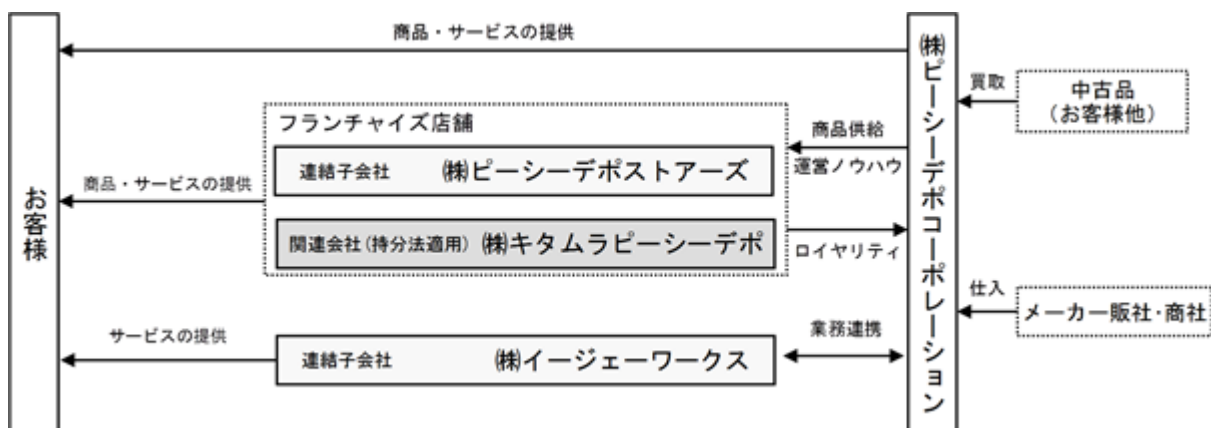 商品・サービスの提供
㈱ピーシーデポコーポレーション
買取
中古品
（お客様他）
フランチャイズ店舗
商品供給
連結子会社 ㈱ピーシーデポストアーズ
運営ノウハウ
商品・サービスの提供
お客様
関連会社(持分法適用) ㈱キタムラピーシーデポ
ロイヤリティ
仕入
メーカー販社･商社
サービスの提供
業務連携
連結子会社 ㈱イージェーワークス